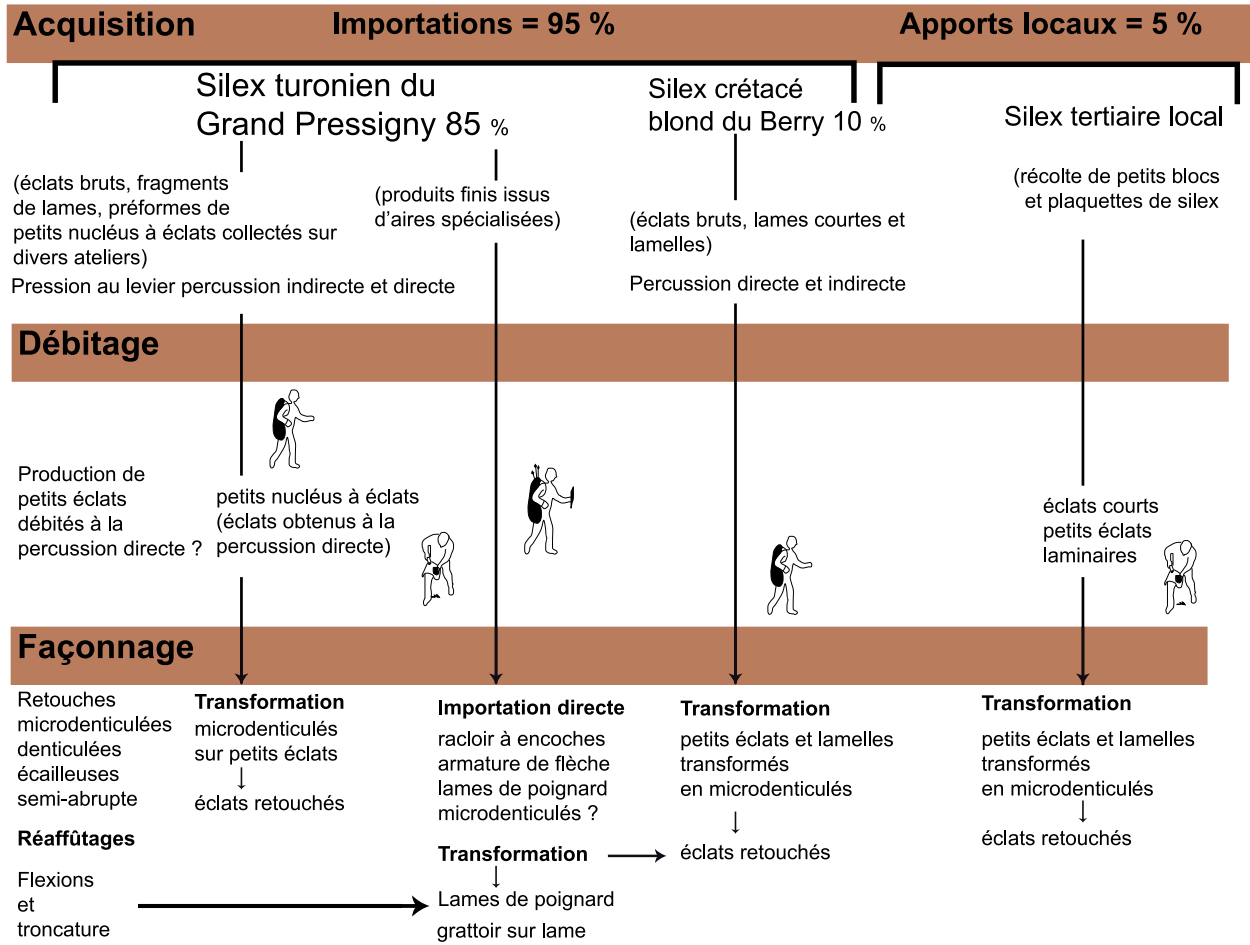 Acquisition
Importations = 95 %
Apports locaux = 5 %
Silex turonien du
Grand Pressigny 85 %
Silex crétacé
blond du Berry 10 %
Silex tertiaire local
(éclats bruts, fragments
de lames, préformes de
petits nucléus à éclats collectés sur
divers ateliers)
Pression au levier percussion indirecte et directe
(produits finis issus
d'aires spécialisées)
(éclats bruts, lames courtes et
lamelles)
Percussion directe et indirecte
(récolte de petits blocs
et plaquettes de silex)
Débitage
Production de
petits éclats
débités à la
percussion directe ?
petits nucléus à éclats
(éclats obtenus à la
percussion directe)
éclats courts
petits éclats
laminaires
Façonnage
Retouches
microdenticulées
denticulées
écailleuses
semi-abrupte
Réaffûtages
Flexions
et
troncature
Transformation
microdenticulés
sur petits éclats
éclats retouchés
Importation directe
racloir à encoches
armature de flèche
lames de poignard
microdenticulés ?
Transformation
Lames de poignard
grattoir sur lame
Transformation
petits éclats et lamelles
transformés
en microdenticulés
éclats retouchés
Transformation
petits éclats et lamelles
transformés
en microdenticulés
éclats retouchés